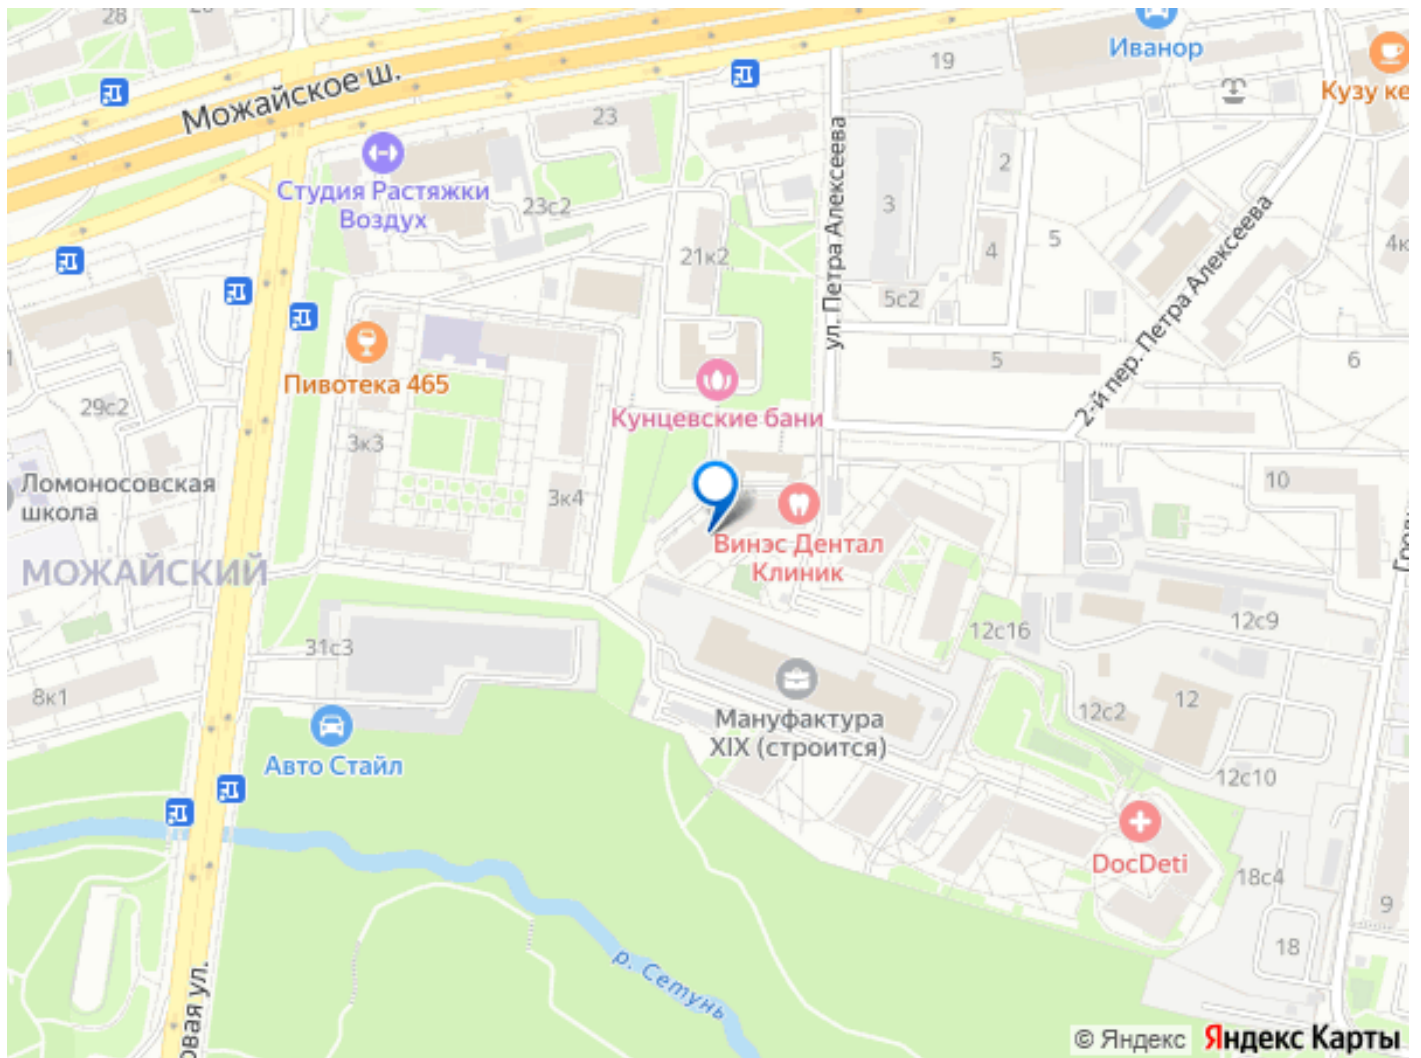 28
Иванор
19
Кузу ке
Можайское ш.
23
Студия Растяжки
Воздух
23с2
ул. Петра Алексеева
2
3
4
5
4к
21к2
5с2
2-й пер. Петра Алексеева
5
6
Пивотека 465
Кунцевские бани
29с2
3к3
3к4
10
Ломоносовская
школа
МОЖАЙСКИЙ
Винэс Дентал
Клиник
12с16
12с9
31с3
8к1
Мануфактура
XIX (строится)
12с2
12
12с10
Авто Стайл
DocDeti
18с4
9
18
р. Сетунь
овая ул.
© Яндекс Яндекс Карты